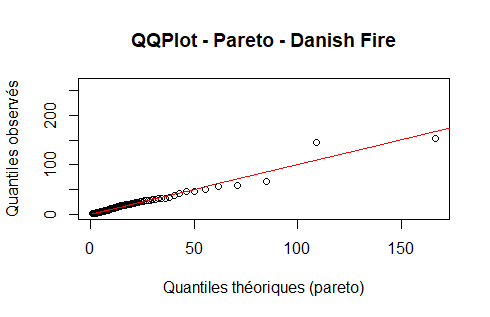 QQPlot - Pareto - Danish Fire
Quantiles observés
200
100
0
0
50
100
150
Quantiles théoriques (pareto)